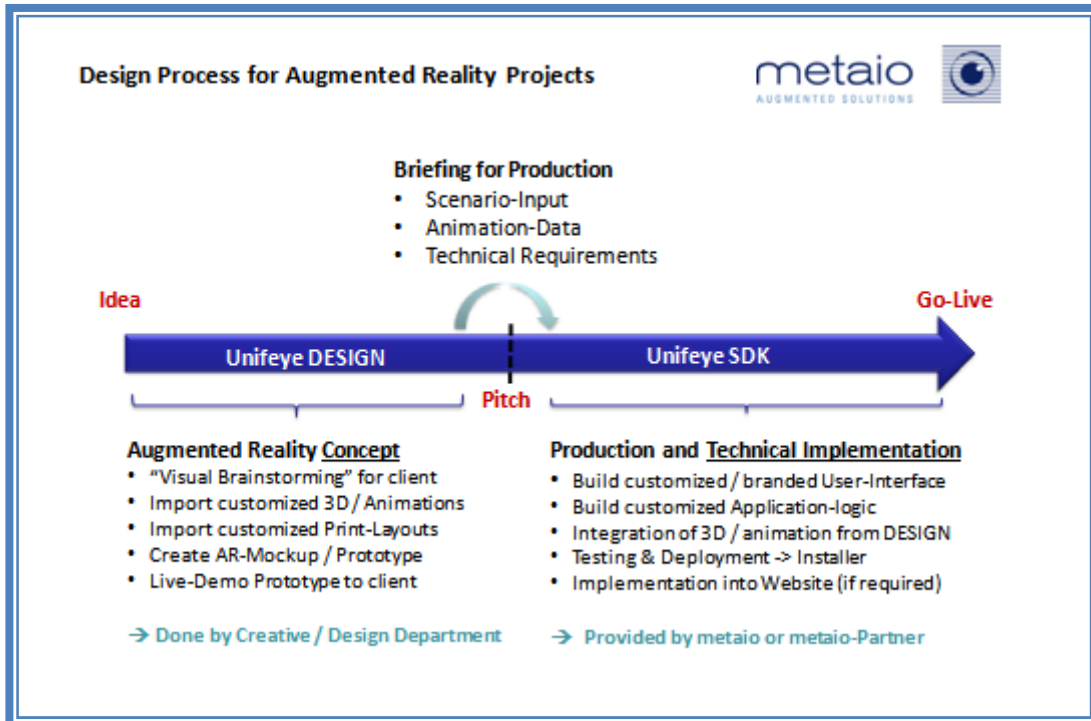 Design Process for Augmented Reality Projects
metaio
AUGMENTED SOLUTIONS
Briefing for Production
• Scenario-Input
• Animation-Data
• Technical Requirements
Idea
Go-Live
Unifeye DESIGN
Unifeye SDK
Pitch
Augmented Reality Concept
• “Visual Brainstorming” for client
• Import customized 3D / Animations
• Import customized Print-Layouts
• Create AR-Mockup / Prototype
• Live-Demo Prototype to client
→ Done by Creative / Design Department
Production and Technical Implementation
• Build customized / branded User-Interface
• Build customized Application-logic
• Integration of 3D / animation from DESIGN
• Testing & Deployment -> Installer
• Implementation into Website (if required)
→ Provided by metaio or metaio-Partner